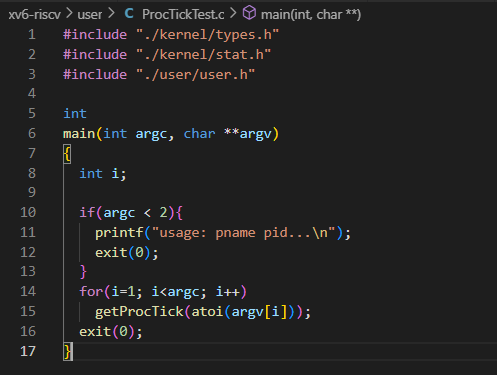 xv6-riscv > user > C ProcTickTest.c > main(int, char **)
1 #include "./kernel/types.h"
2 #include "./kernel/stat.h"
3 #include "./user/user.h"
4
5 int
6 main(int argc, char **argv)
7 {
8   int i;
9
10   if(argc < 2){
11     printf("usage: pname pid...\n");
12     exit(0);
13   }
14   for(i=1; i<argc; i++)
15     getProcTick(atoi(argv[i]));
16   exit(0);
17 }